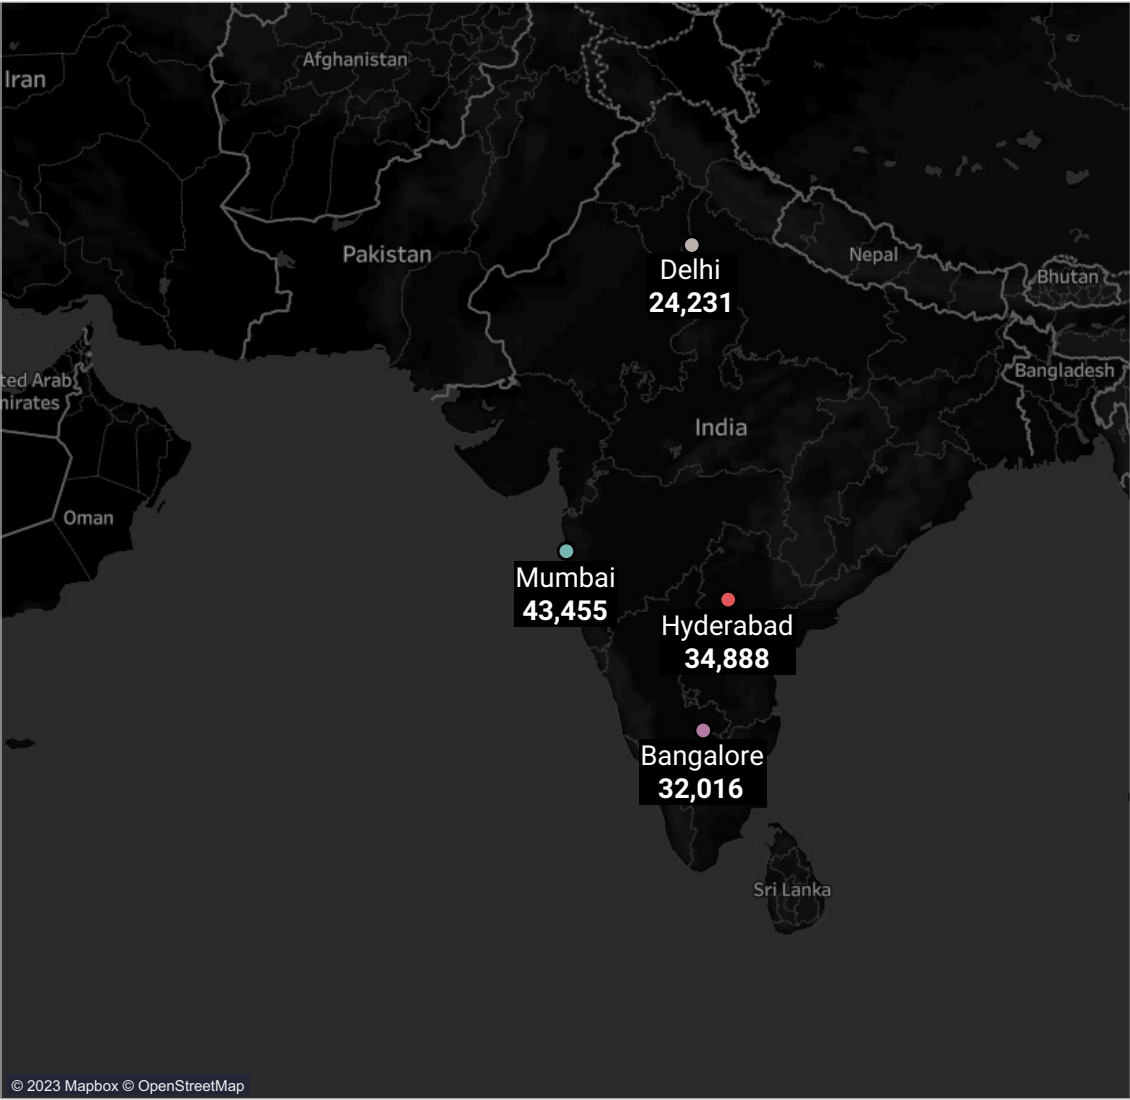 Afghanistan
Iran
Pakistan
Nepal
Delhi
24,231
Bhutan
ted Arab
nirates
Bangladesh
India
Oman
Mumbai
43,455
Hyderabad
34,888
Bangalore
32,016
Sri Lanka
© 2023 Mapbox © OpenStreetMap